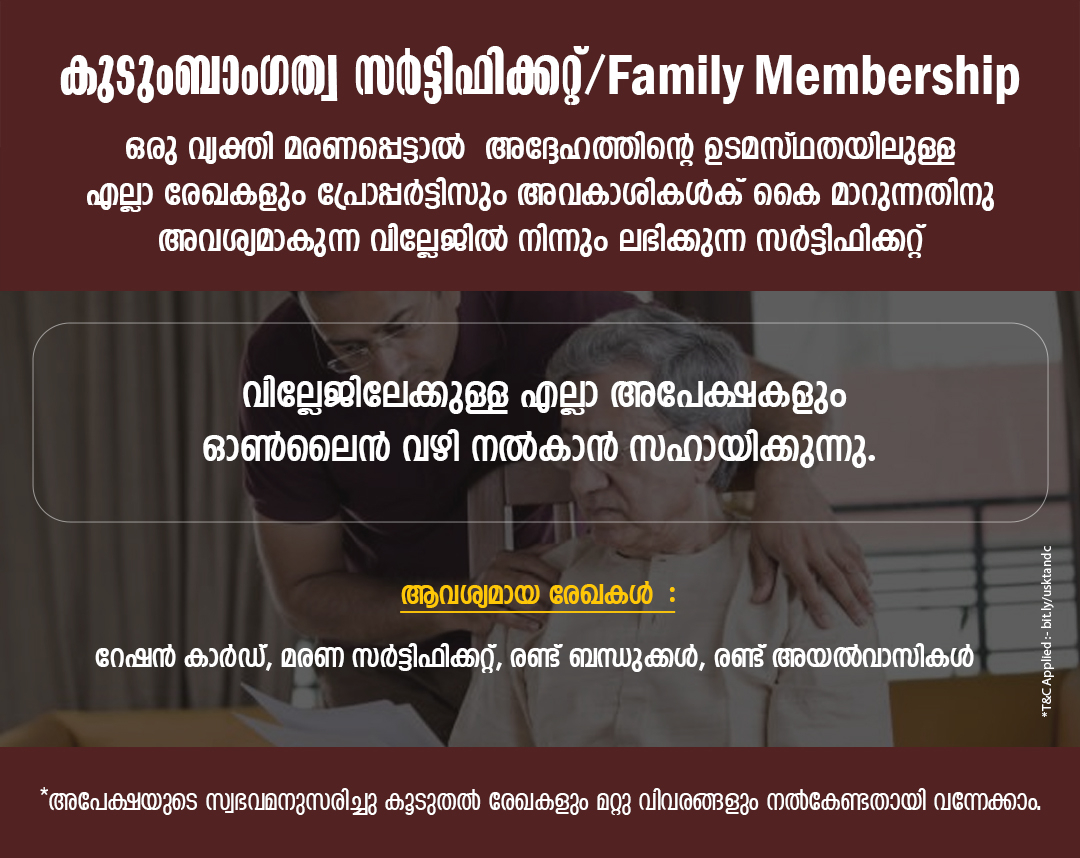 കുടുംബാംഗത്വ സർട്ടിഫിക്കറ്റ്/Family Membership
ഒരു വ്യക്തി മരണപ്പെട്ടാൽ അദ്ദേഹത്തിന്റെ ഉടമസ്ഥതയിലുള്ള
എല്ലാ രേഖകളും പ്രോപ്പർട്ടിസും അവകാശികൾക് കൈ മാറുന്നതിനു
അവശ്യമാകുന്ന വില്ലേജിൽ നിന്നും ലഭിക്കുന്ന സർട്ടിഫിക്കറ്റ്
വില്ലേജിലേക്കുള്ള എല്ലാ അപേക്ഷകളും
ഓൺലൈൻ വഴി നൽകാൻ സഹായിക്കുന്നു.
ആവശ്യമായ രേഖകൾ :
റേഷൻ കാർഡ്, മരണ സർട്ടിഫിക്കറ്റ്, രണ്ട് ബന്ധുക്കൾ, രണ്ട് അയൽവാസികൾ
*T&C Applied :- bit.ly/usktandc
*അപേക്ഷയുടെ സ്വഭവമനുസരിച്ചു കൂടുതൽ രേഖകളും മറ്റു വിവരങ്ങളും നൽകേണ്ടതായി വന്നേക്കാം.